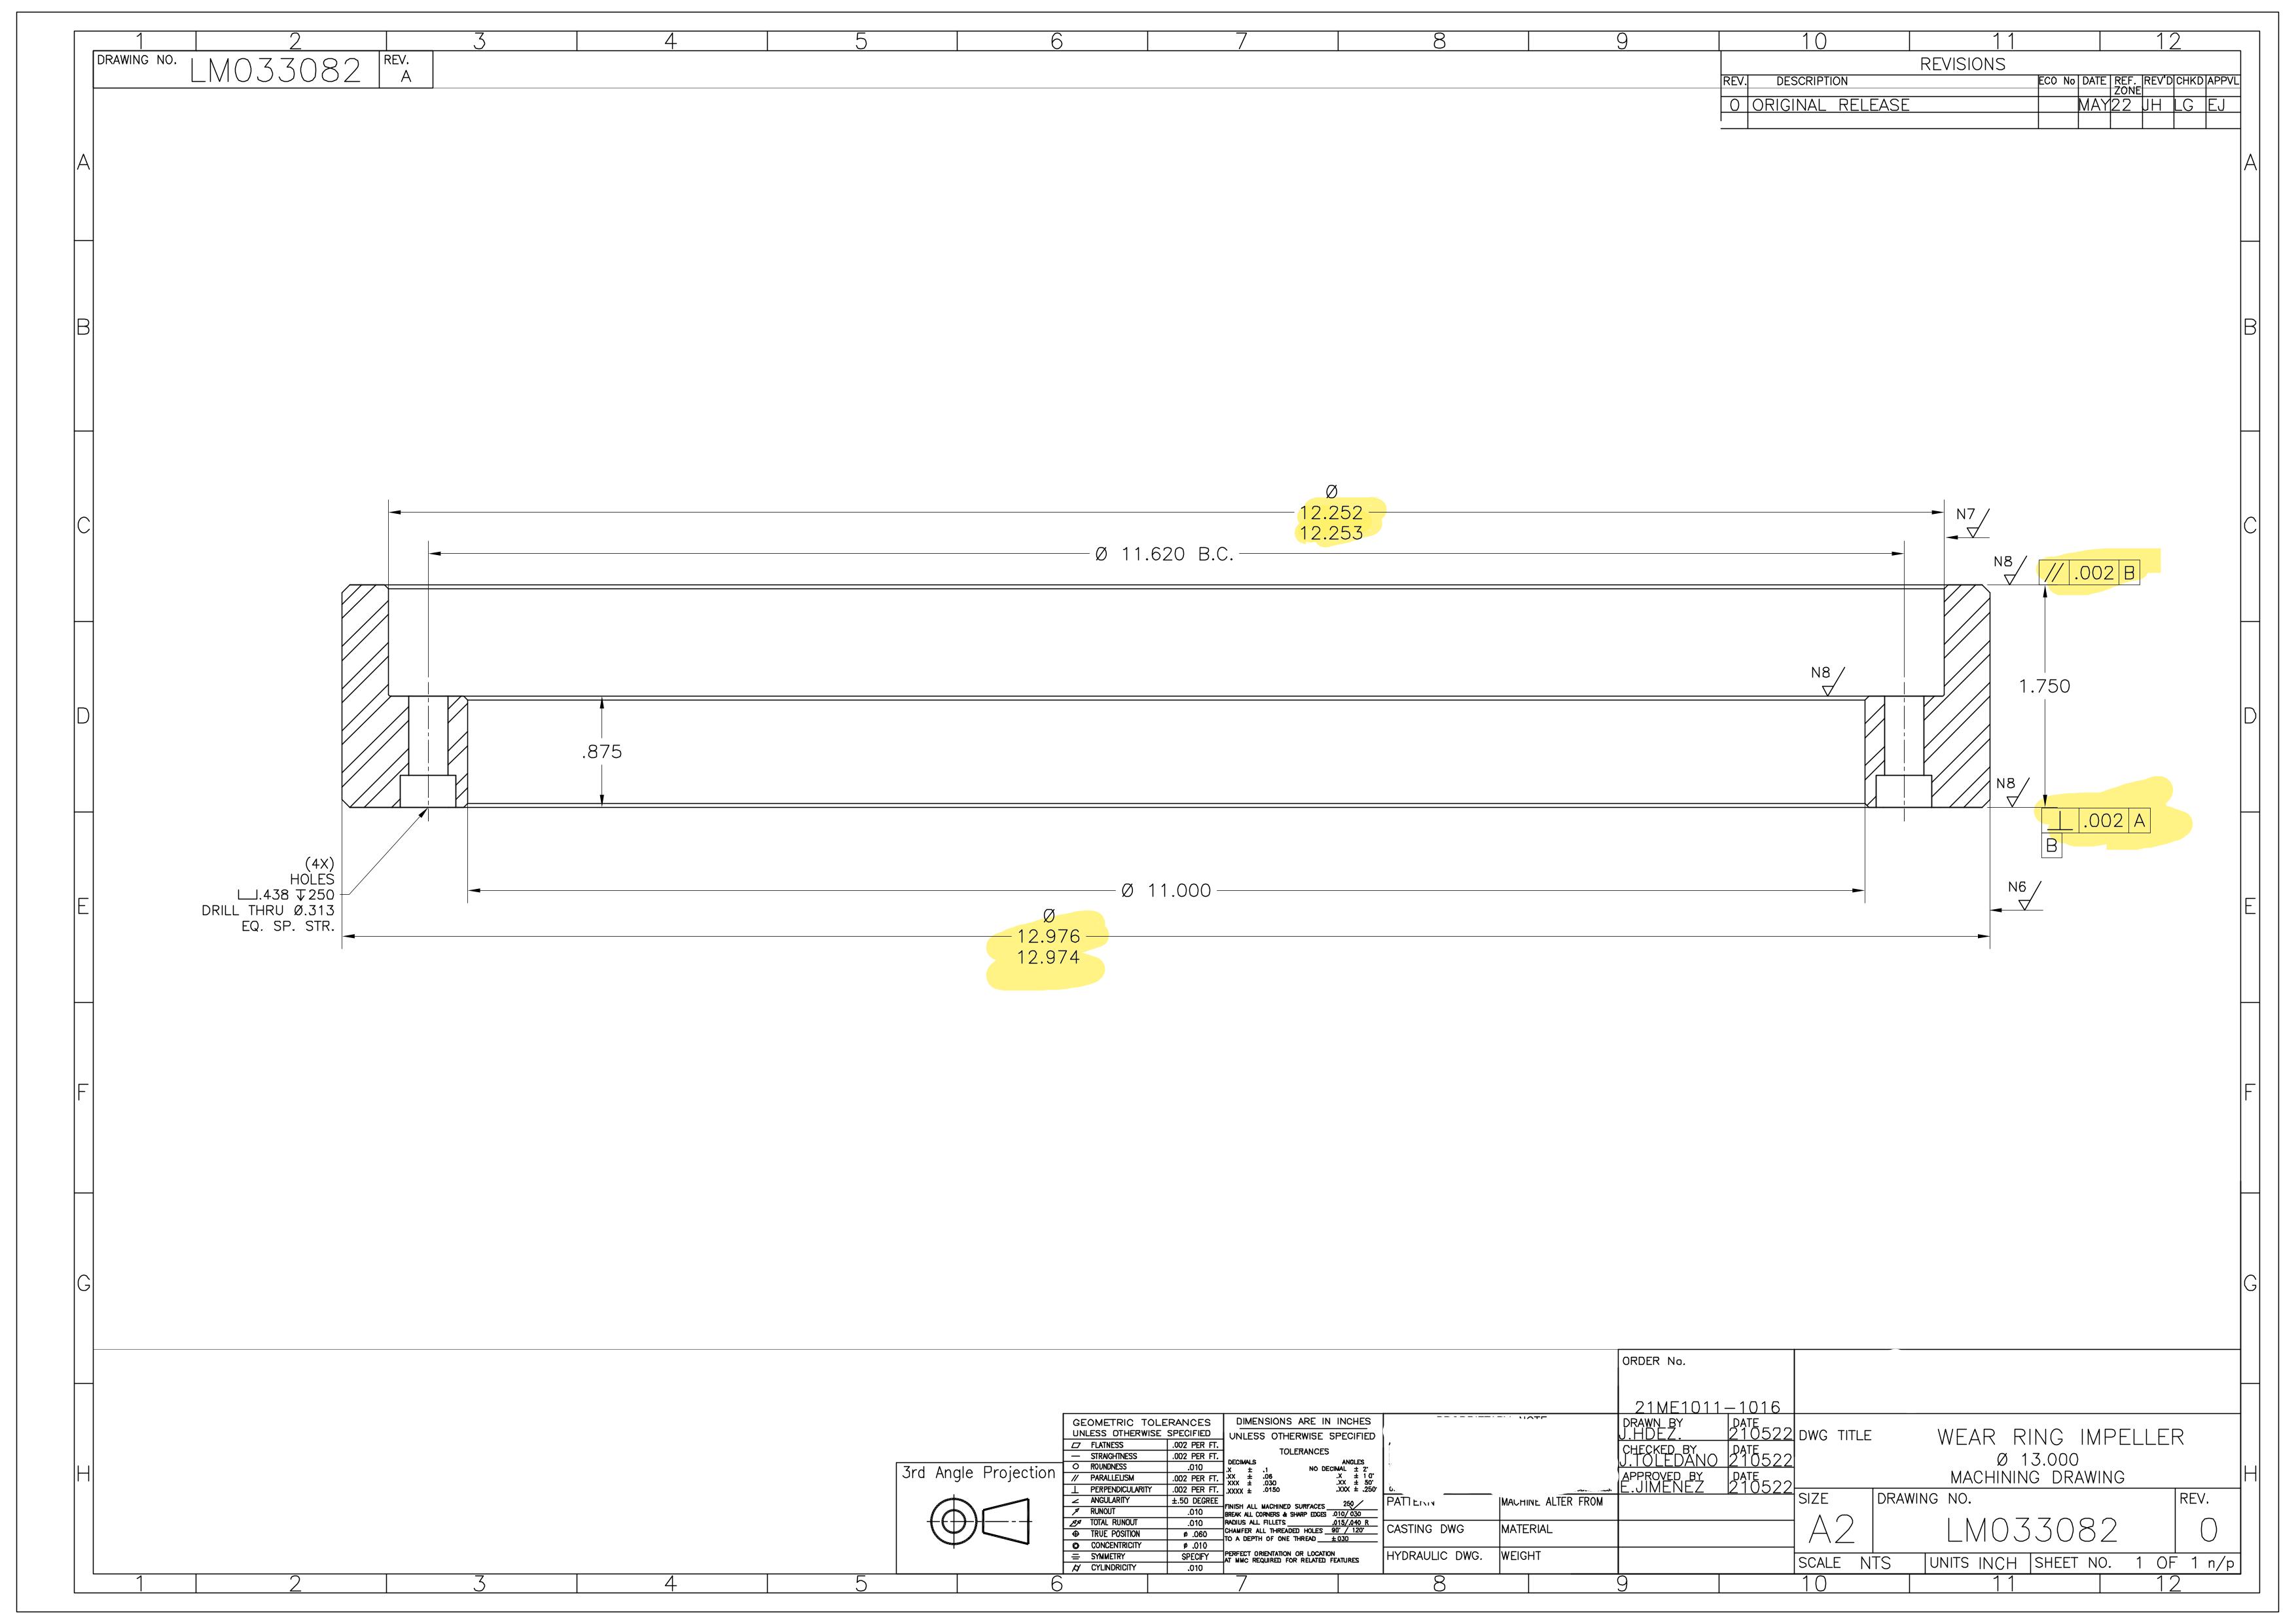 1 2 3 4 5 6 7 8 9 10 11 12
DRAWING NO. LM033082 REV. A
REVISIONS
REV. DESCRIPTION ECO No DATE REF. ZONE REV'D CHKD APPVL
0 ORIGINAL RELEASE MAY22 JH LG EJ
A A
B B
C C
D D
E E
F F
G G
H H
Ø
12.252
12.253
Ø 11.620 B.C.
N7
N8
// .002 B
N8
1.750
.875
N8
⊥ .002 A
B
N6
(4X)
HOLES
⌴.438 ↧250
DRILL THRU Ø.313
EQ. SP. STR.
Ø 11.000
Ø
12.976
12.974
3rd Angle Projection
GEOMETRIC TOLERANCES
UNLESS OTHERWISE SPECIFIED
FLATNESS .002 PER FT.
STRAIGHTNESS .002 PER FT.
ROUNDNESS .010
PARALLELISM .002 PER FT.
PERPENDICULARITY .002 PER FT.
ANGULARITY ±.50 DEGREE
RUNOUT .010
TOTAL RUNOUT .010
TRUE POSITION ø .060
CONCENTRICITY ø .010
SYMMETRY SPECIFY
CYLINDRICITY .010
DIMENSIONS ARE IN INCHES
UNLESS OTHERWISE SPECIFIED
TOLERANCES
DECIMALS ANGLES
.X ± .1 NO DECIMAL ± 2°
.XX ± .06 .X ± 1 0'
.XXX ± .030 .XX ± 50'
.XXXX ± .0150 .XXX ± .250'
FINISH ALL MACHINED SURFACES 250
BREAK ALL CORNERS & SHARP EDGES .010/.030
RADIUS ALL FILLETS .015/.040 R
CHAMFER ALL THREADED HOLES 90° / 120°
TO A DEPTH OF ONE THREAD ±.030
PERFECT ORIENTATION OR LOCATION
AT MMC REQUIRED FOR RELATED FEATURES
PATTERN MACHINE ALTER FROM
CASTING DWG MATERIAL
HYDRAULIC DWG. WEIGHT
ORDER No.
21ME1011-1016
DRAWN BY DATE
J.HDEZ. 210522
CHECKED BY DATE
J.TOLEDANO 210522
APPROVED BY DATE
E.JIMENEZ 210522
DWG TITLE WEAR RING IMPELLER
Ø 13.000
MACHINING DRAWING
SIZE A2 DRAWING NO. LM033082 REV. 0
SCALE NTS UNITS INCH SHEET NO. 1 OF 1 n/p
1 2 3 4 5 6 7 8 9 10 11 12